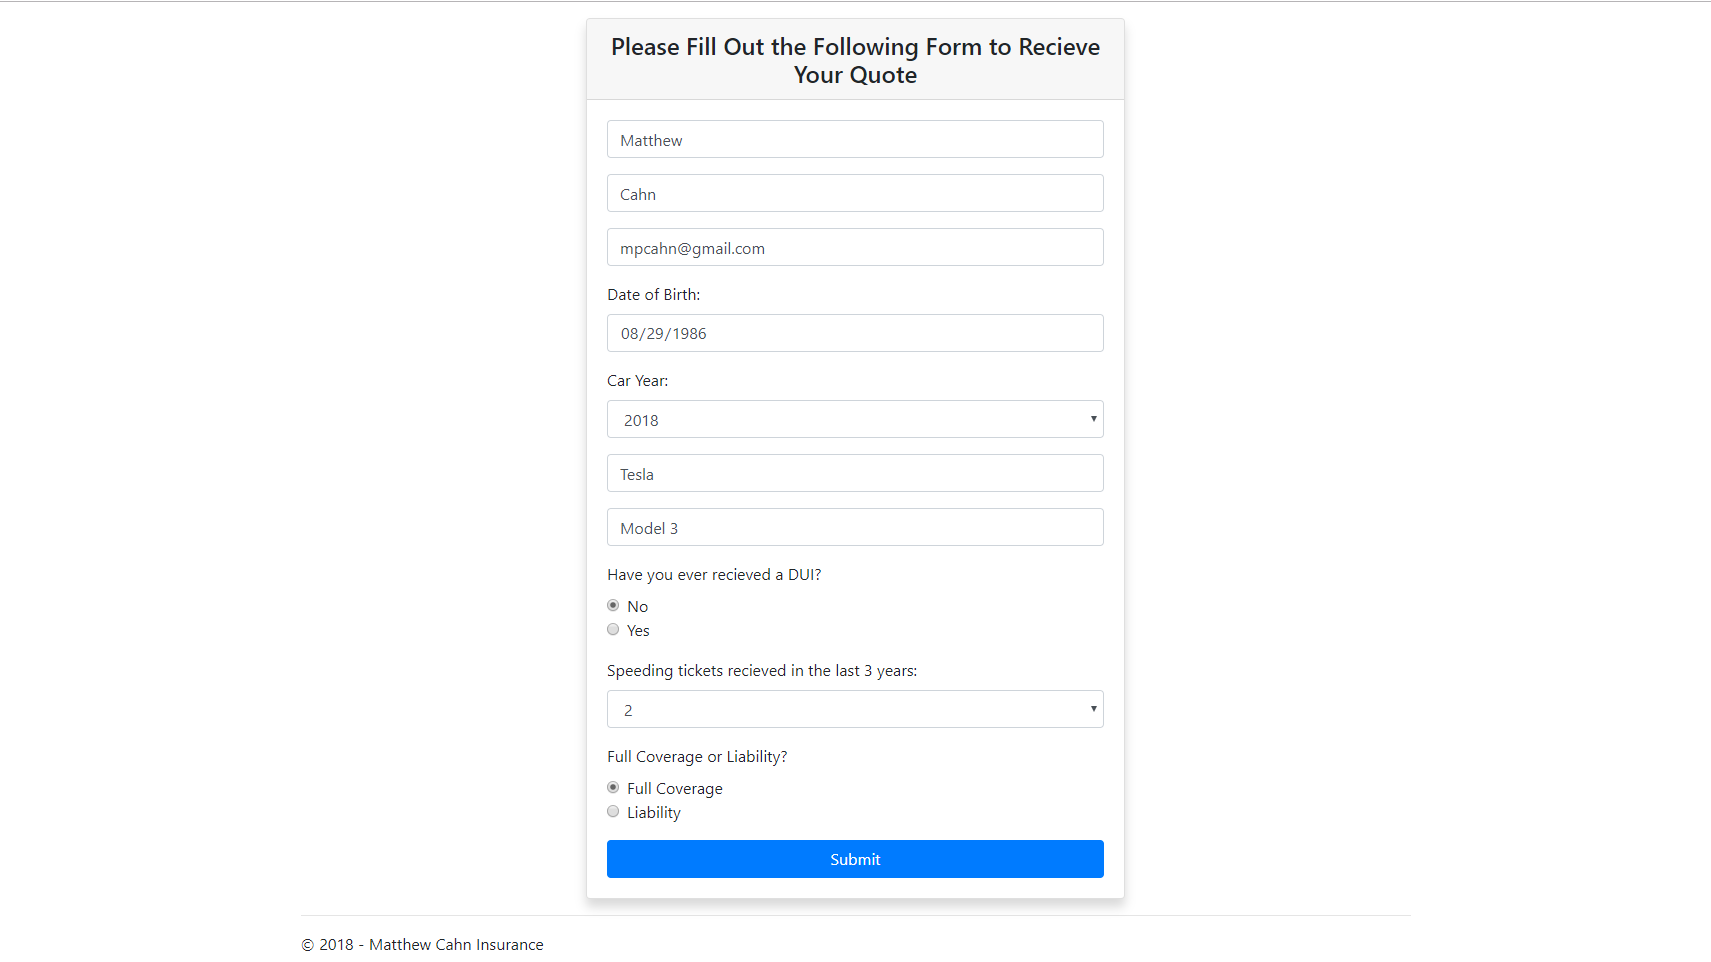 Please Fill Out the Following Form to Recieve
Your Quote
Matthew
Cahn
mpcahn@gmail.com
Date of Birth:
08/29/1986
Car Year:
2018
Tesla
Model 3
Have you ever recieved a DUI?
No
Yes
Speeding tickets recieved in the last 3 years:
2
Full Coverage or Liability?
Full Coverage
Liability
Submit
© 2018 - Matthew Cahn Insurance